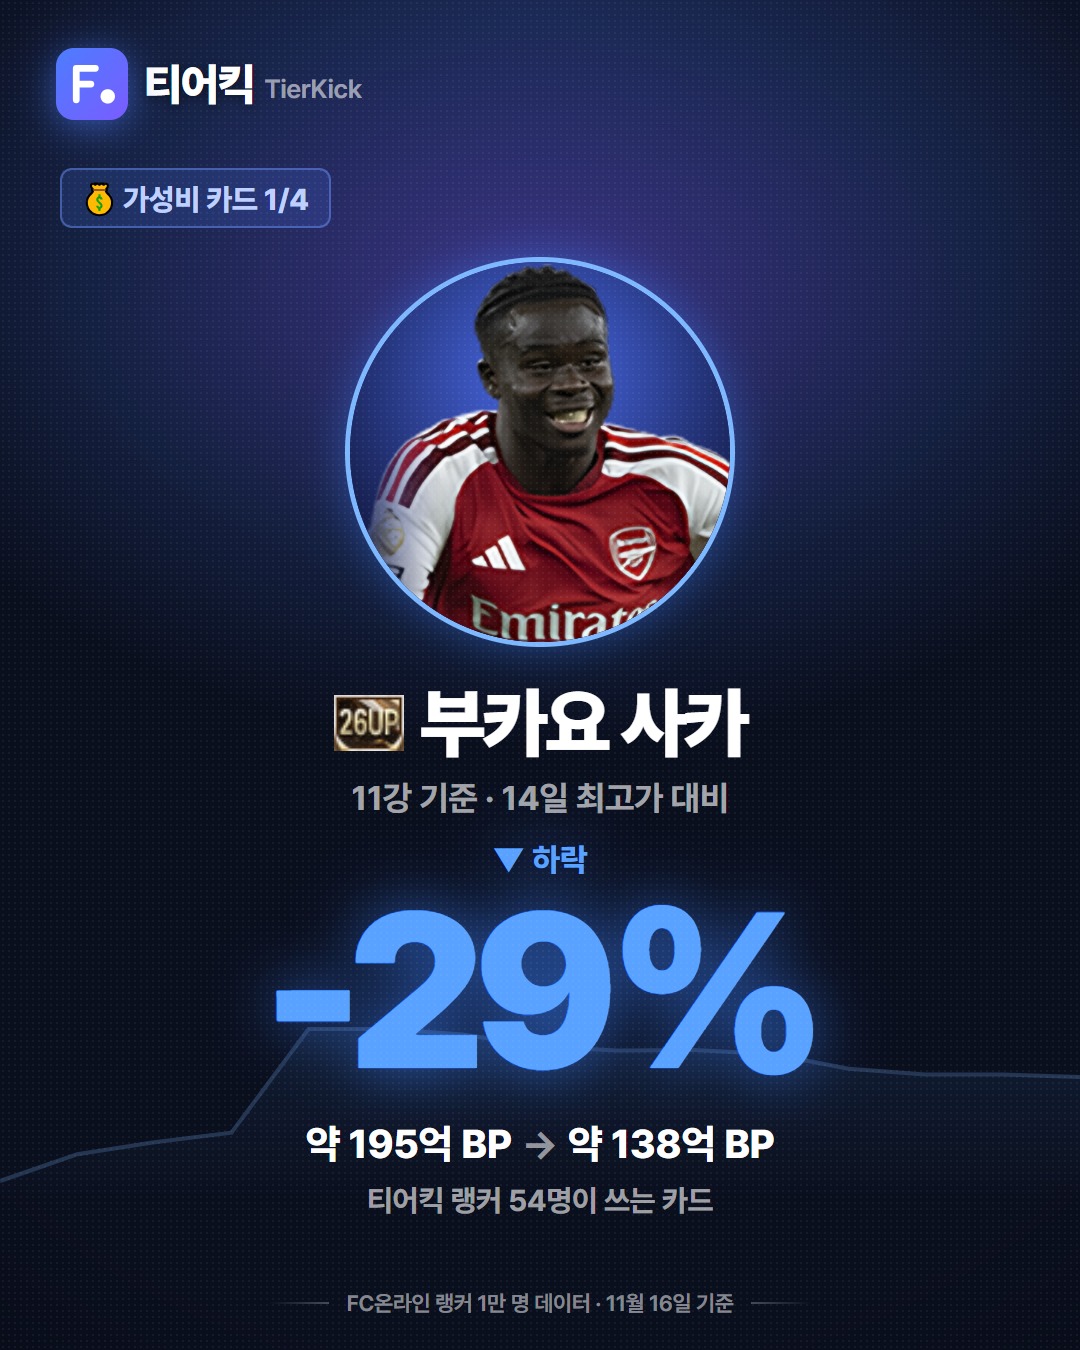 F. 티어킥 TierKick
가성비 카드 1/4
Emirates
26UP 부카요 사카
11강 기준 · 14일 최고가 대비
▼ 하락
-29%
약 195억 BP → 약 138억 BP
티어킥 랭커 54명이 쓰는 카드
FC온라인 랭커 1만 명 데이터 · 11월 16일 기준